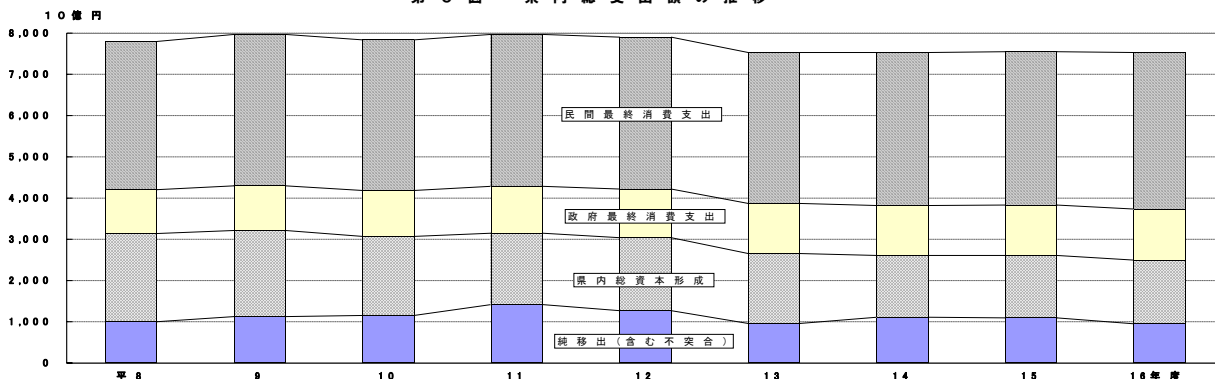 １０億円
8,000
7,000
6,000
5,000
4,000
3,000
2,000
1,000
0
民間最終消費支出
政府最終消費支出
県内総資本形成
純移出(含む不突合)
平8 9 10 11 12 13 14 15 16年度